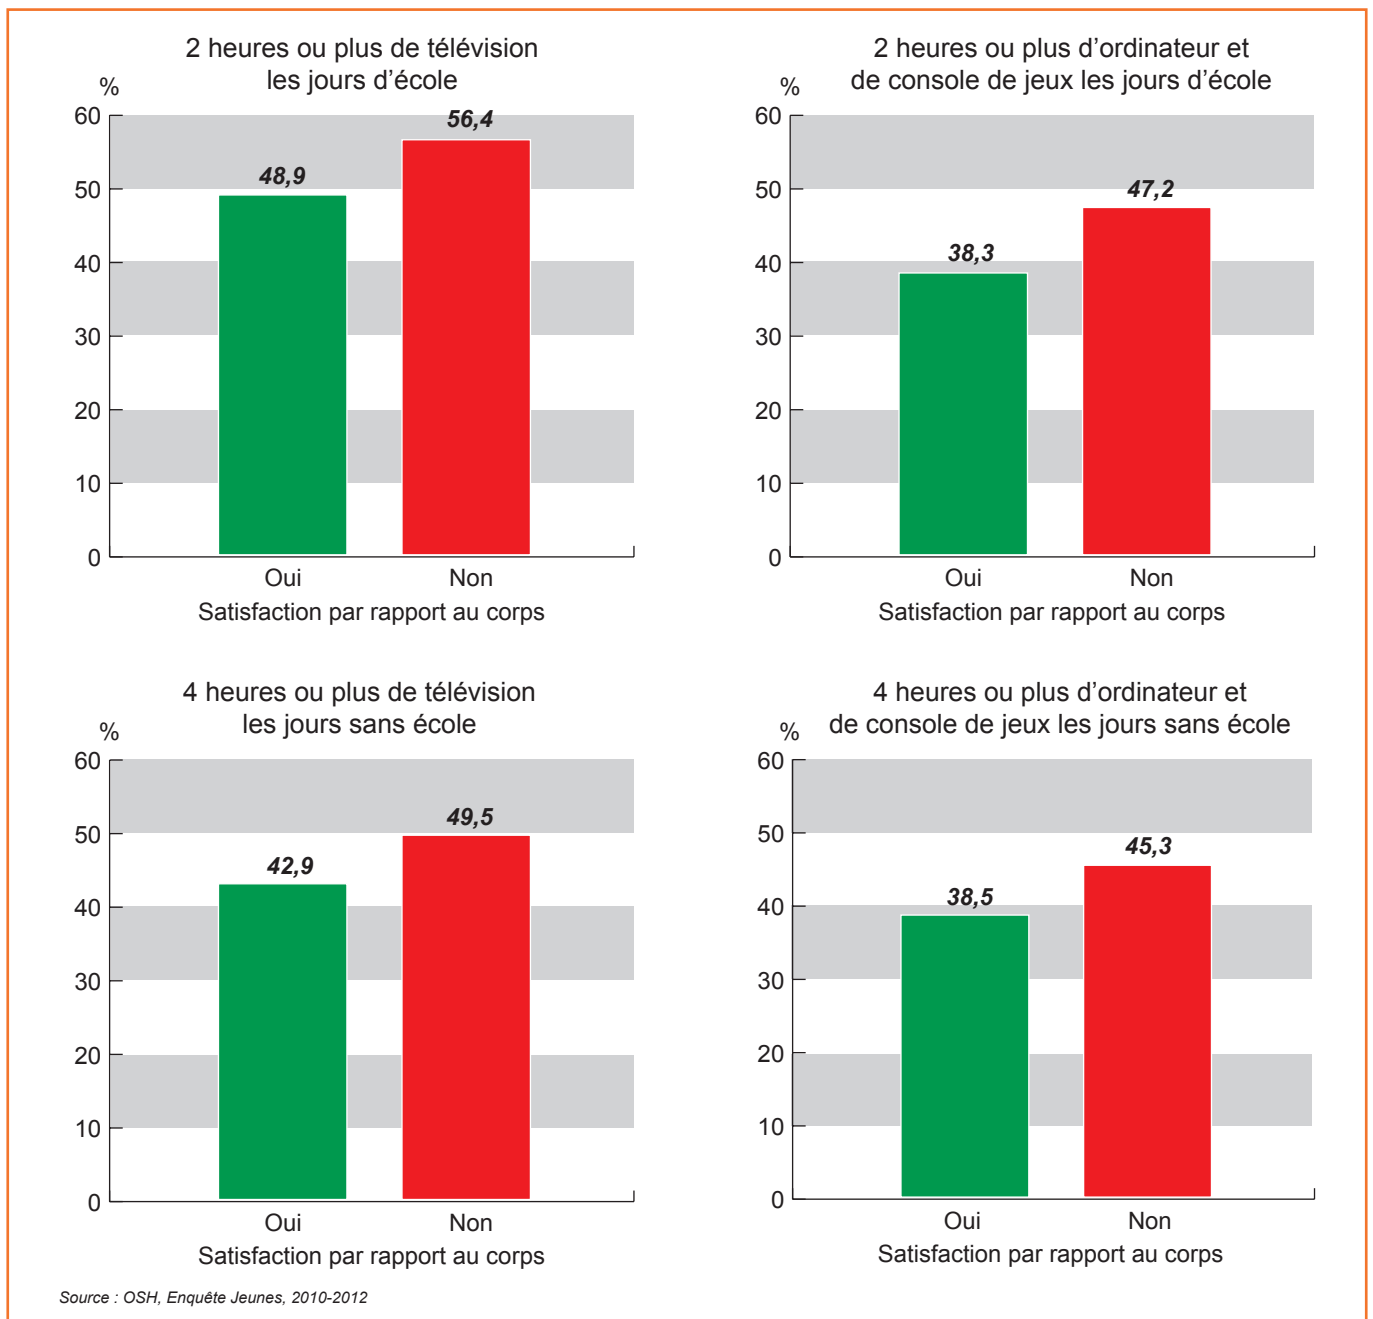 2 heures ou plus de télévision
les jours d'école
%
60
50
40
30
20
10
0
56,4
48,9
Oui Non
Satisfaction par rapport au corps
2 heures ou plus d'ordinateur et
de console de jeux les jours d'école
%
60
50
40
30
20
10
0
47,2
38,3
Oui Non
Satisfaction par rapport au corps
4 heures ou plus de télévision
les jours sans école
%
60
50
40
30
20
10
0
49,5
42,9
Oui Non
Satisfaction par rapport au corps
4 heures ou plus d'ordinateur et
de console de jeux les jours sans école
%
60
50
40
30
20
10
0
45,3
38,5
Oui Non
Satisfaction par rapport au corps
Source : OSH, Enquête Jeunes, 2010-2012